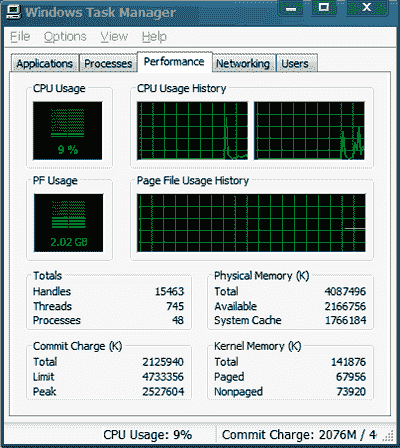 Windows Task Manager
File Options View Help
Applications Processes Performance Networking Users
CPU Usage CPU Usage History
9 %
PF Usage Page File Usage History
2.02 GB
Totals
Handles 15463
Threads 745
Processes 48
Physical Memory (K)
Total 4087496
Available 2166756
System Cache 1766184
Commit Charge (K)
Total 2125940
Limit 4733356
Peak 2527604
Kernel Memory (K)
Total 141876
Paged 67956
Nonpaged 73920
CPU Usage: 9% Commit Charge: 2076M / 4